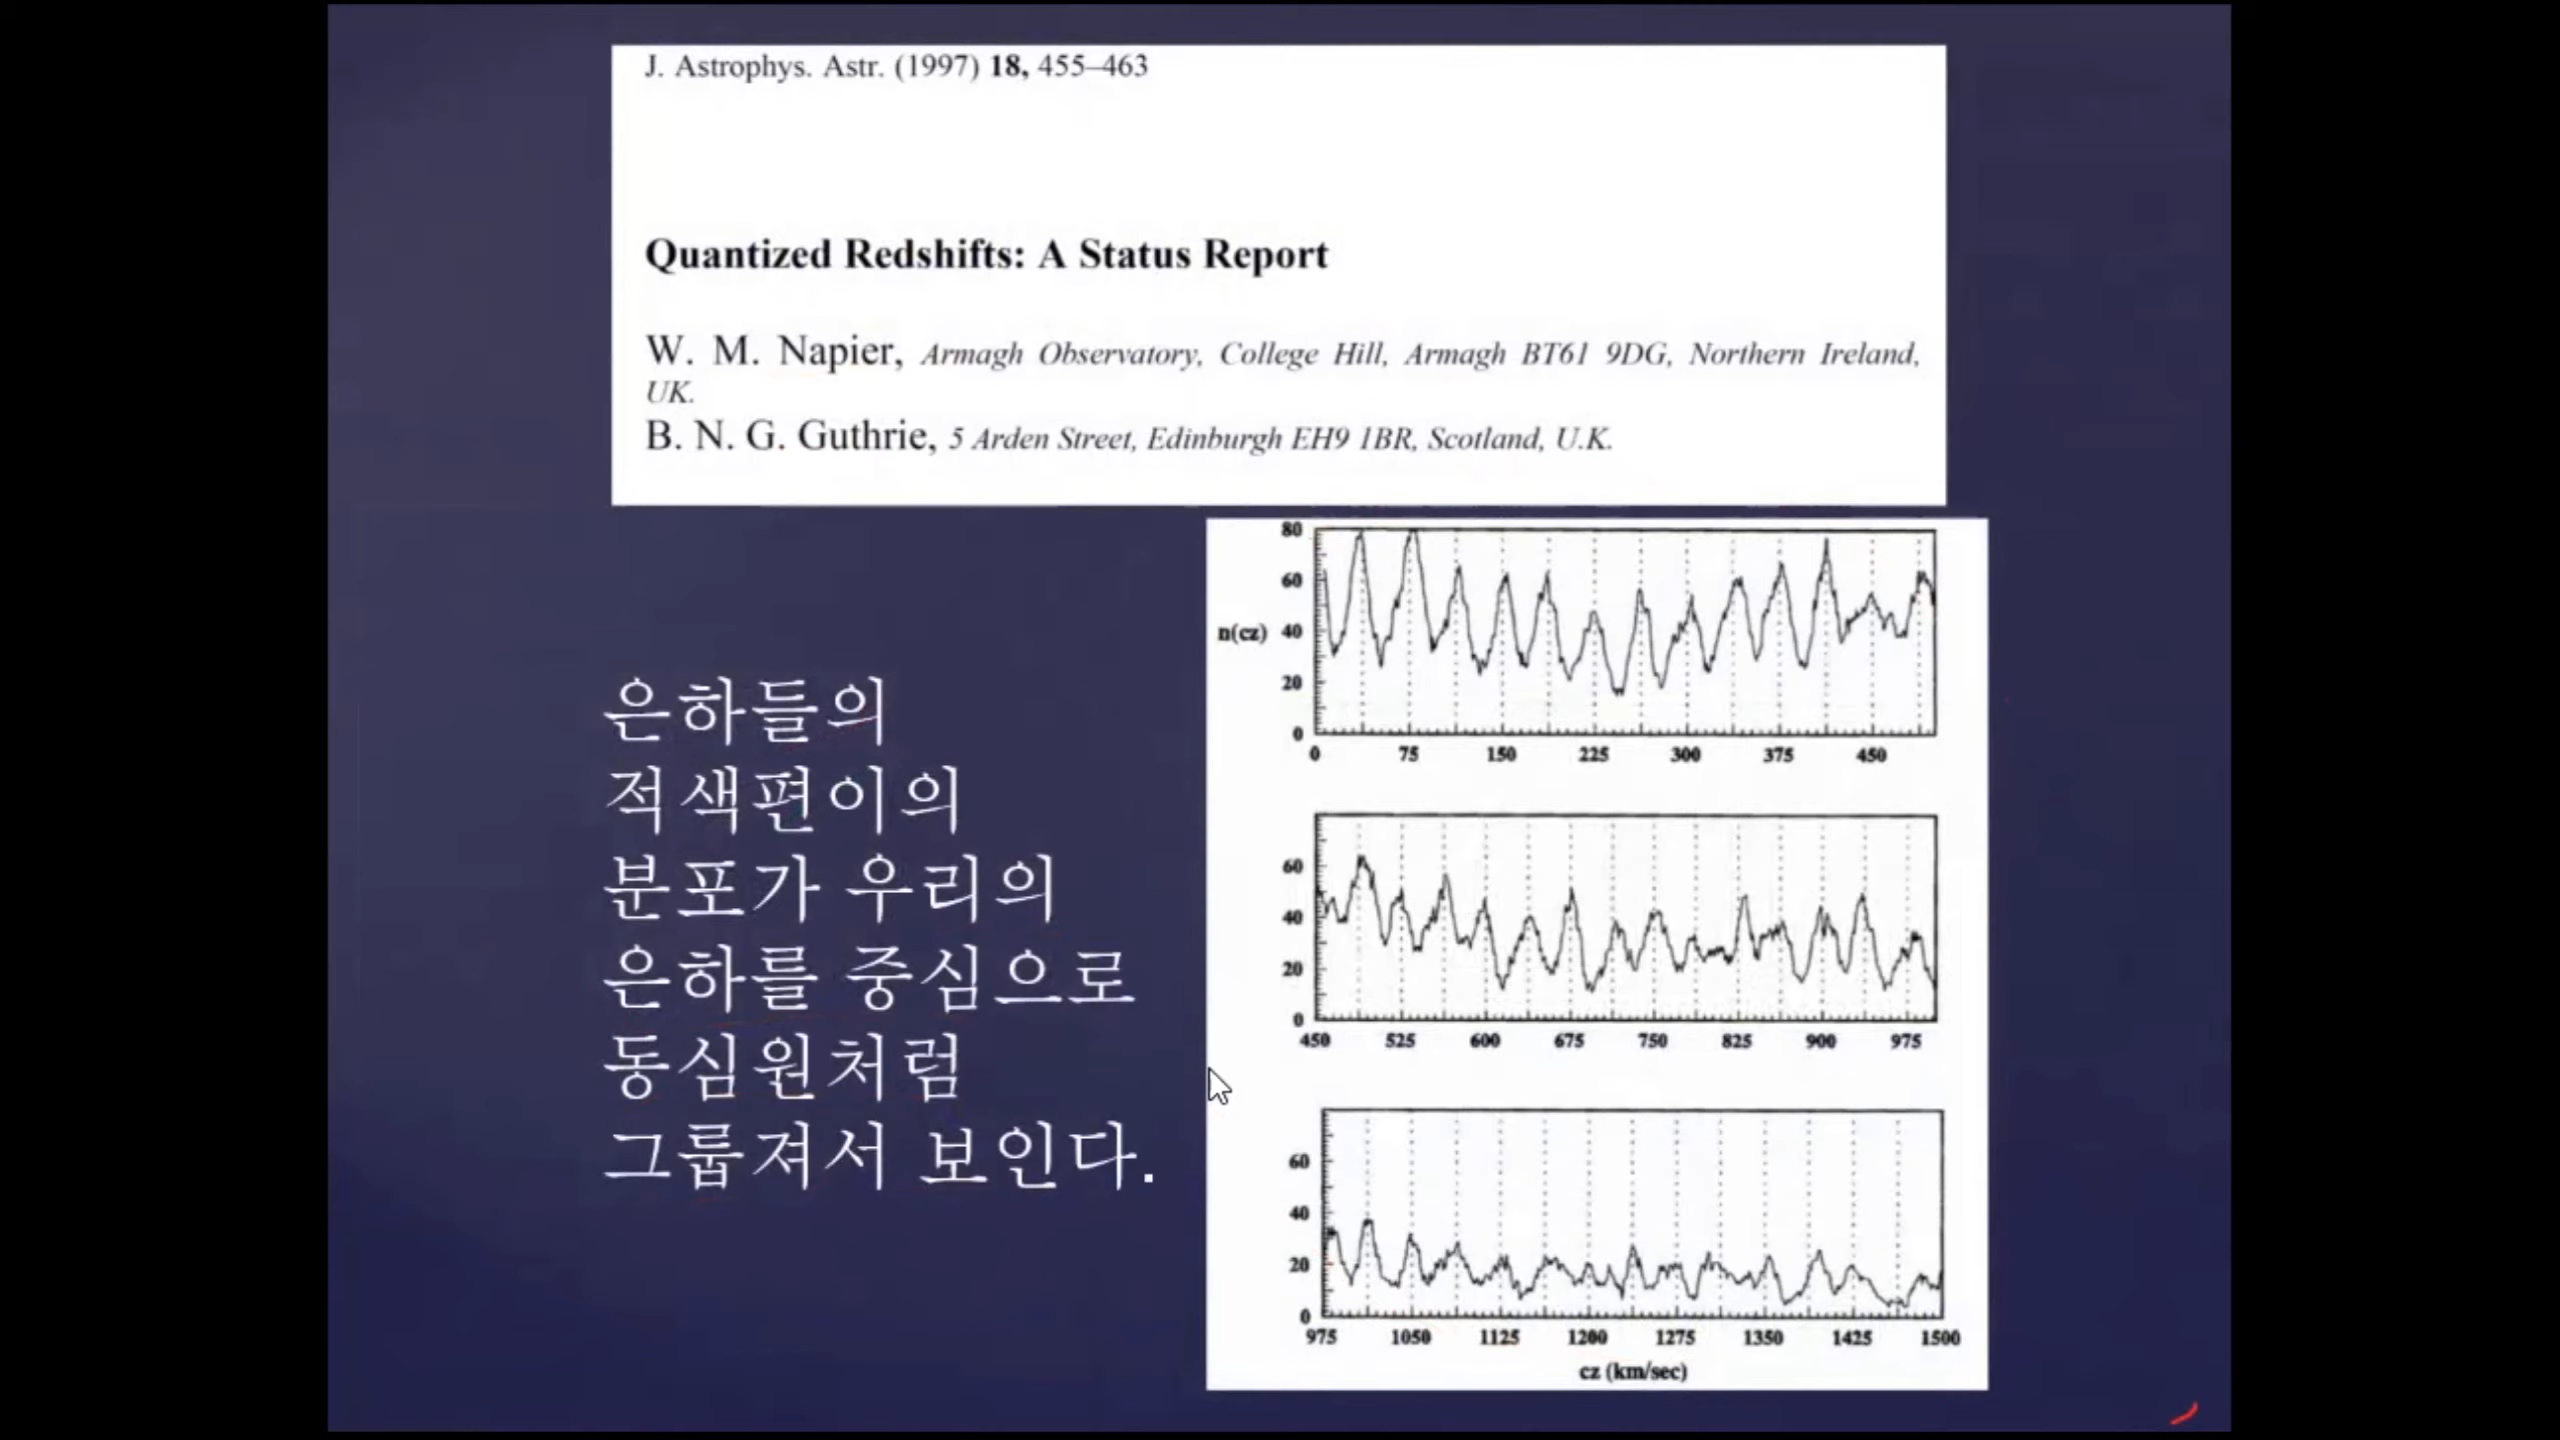 J. Astrophys. Astr. (1997) 18, 455–463
Quantized Redshifts: A Status Report
W. M. Napier, Armagh Observatory, College Hill, Armagh BT61 9DG, Northern Ireland,
UK.
B. N. G. Guthrie, 5 Arden Street, Edinburgh EH9 1BR, Scotland, U.K.
은하들의
적색편이의
분포가 우리의
은하를 중심으로
동심원처럼
그룹져서 보인다.
80
60
n(cz) 40
20
0
0 75 150 225 300 375 450
60
40
20
0
450 525 600 675 750 825 900 975
60
40
20
0
975 1050 1125 1200 1275 1350 1425 1500
cz (km/sec)